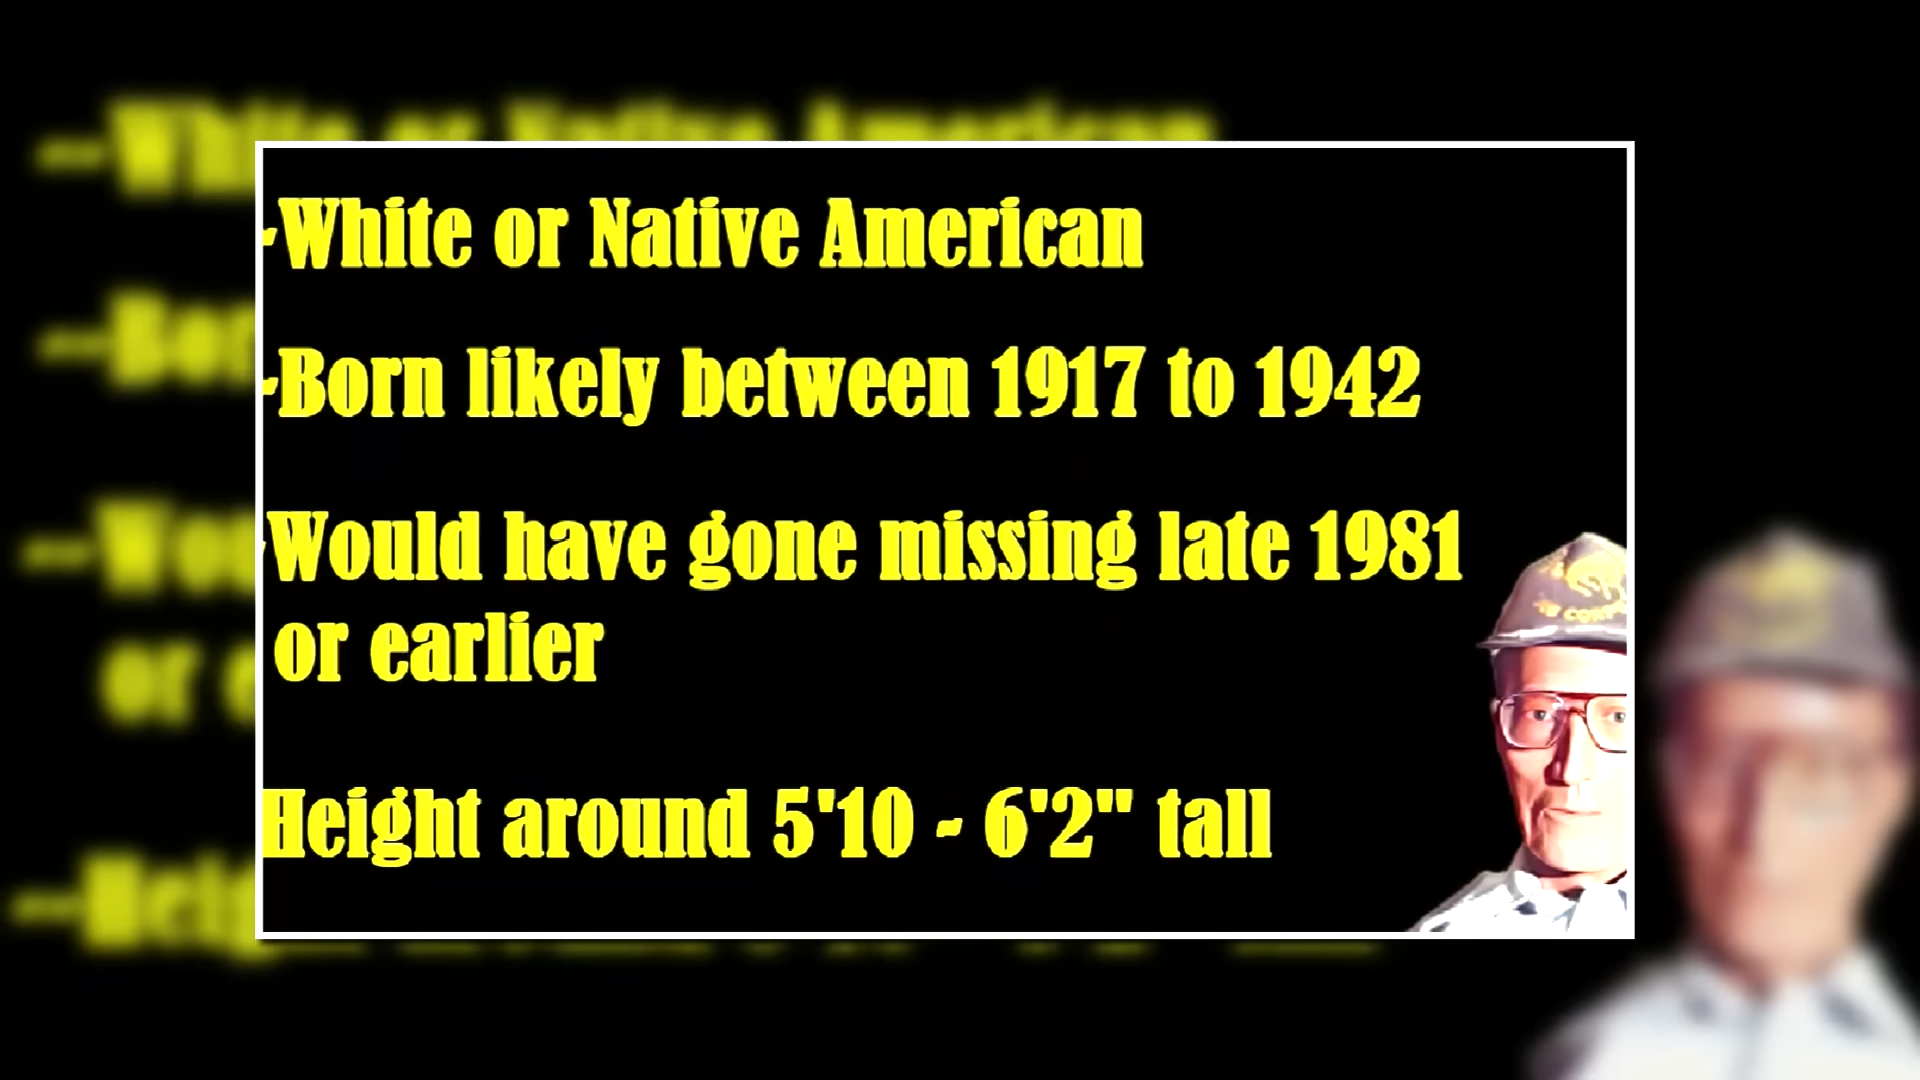 -White or Native American
-Born likely between 1917 to 1942
-Would have gone missing late 1981
or earlier
Height around 5'10 - 6'2" tall